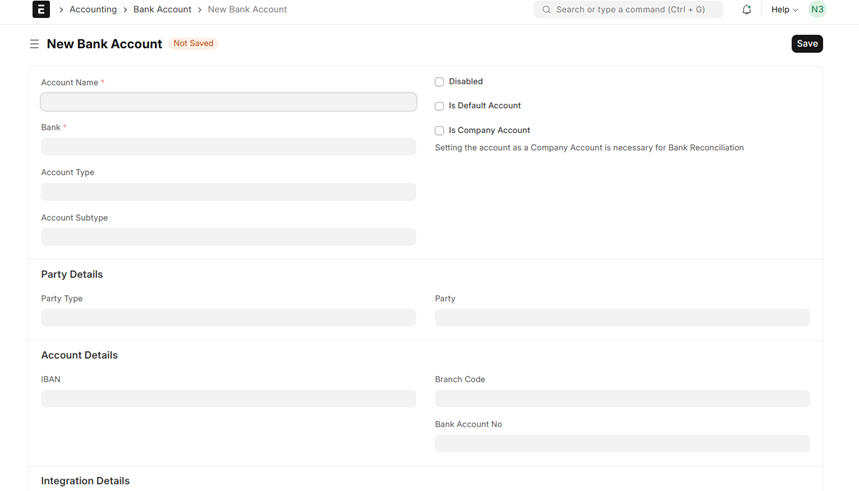 Accounting > Bank Account > New Bank Account
Search or type a command (Ctrl + G)
Help
N3
New Bank Account Not Saved
Save
Account Name *
Disabled
Is Default Account
Bank *
Is Company Account
Setting the account as a Company Account is necessary for Bank Reconciliation
Account Type
Account Subtype
Party Details
Party Type
Party
Account Details
IBAN
Branch Code
Bank Account No
Integration Details